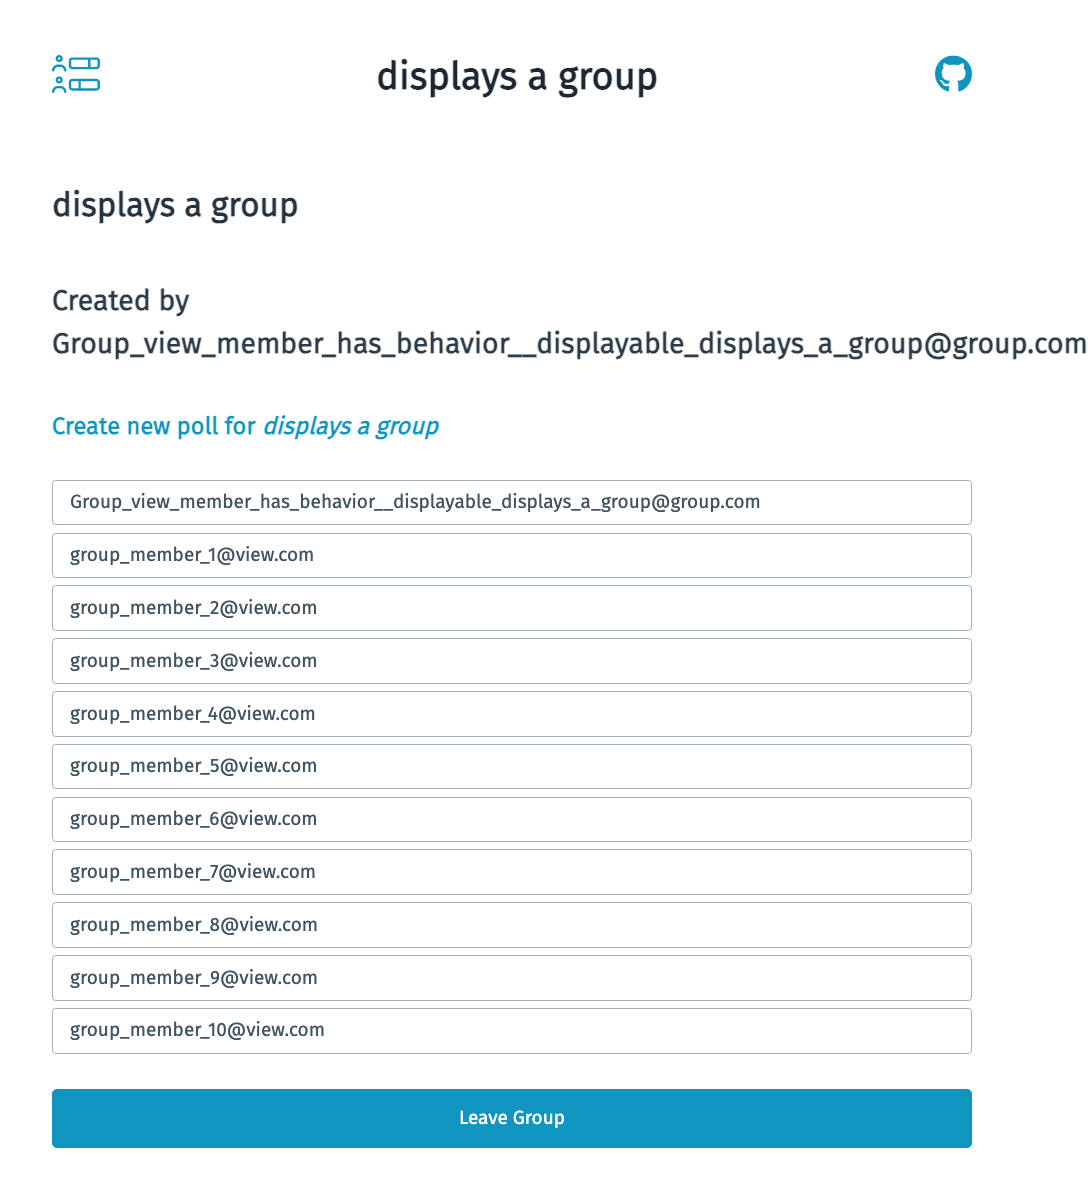 displays a group
displays a group
Created by
Group_view_member_has_behavior__displayable_displays_a_group@group.com
Create new poll for displays a group
Group_view_member_has_behavior__displayable_displays_a_group@group.com
group_member_1@view.com
group_member_2@view.com
group_member_3@view.com
group_member_4@view.com
group_member_5@view.com
group_member_6@view.com
group_member_7@view.com
group_member_8@view.com
group_member_9@view.com
group_member_10@view.com
Leave Group